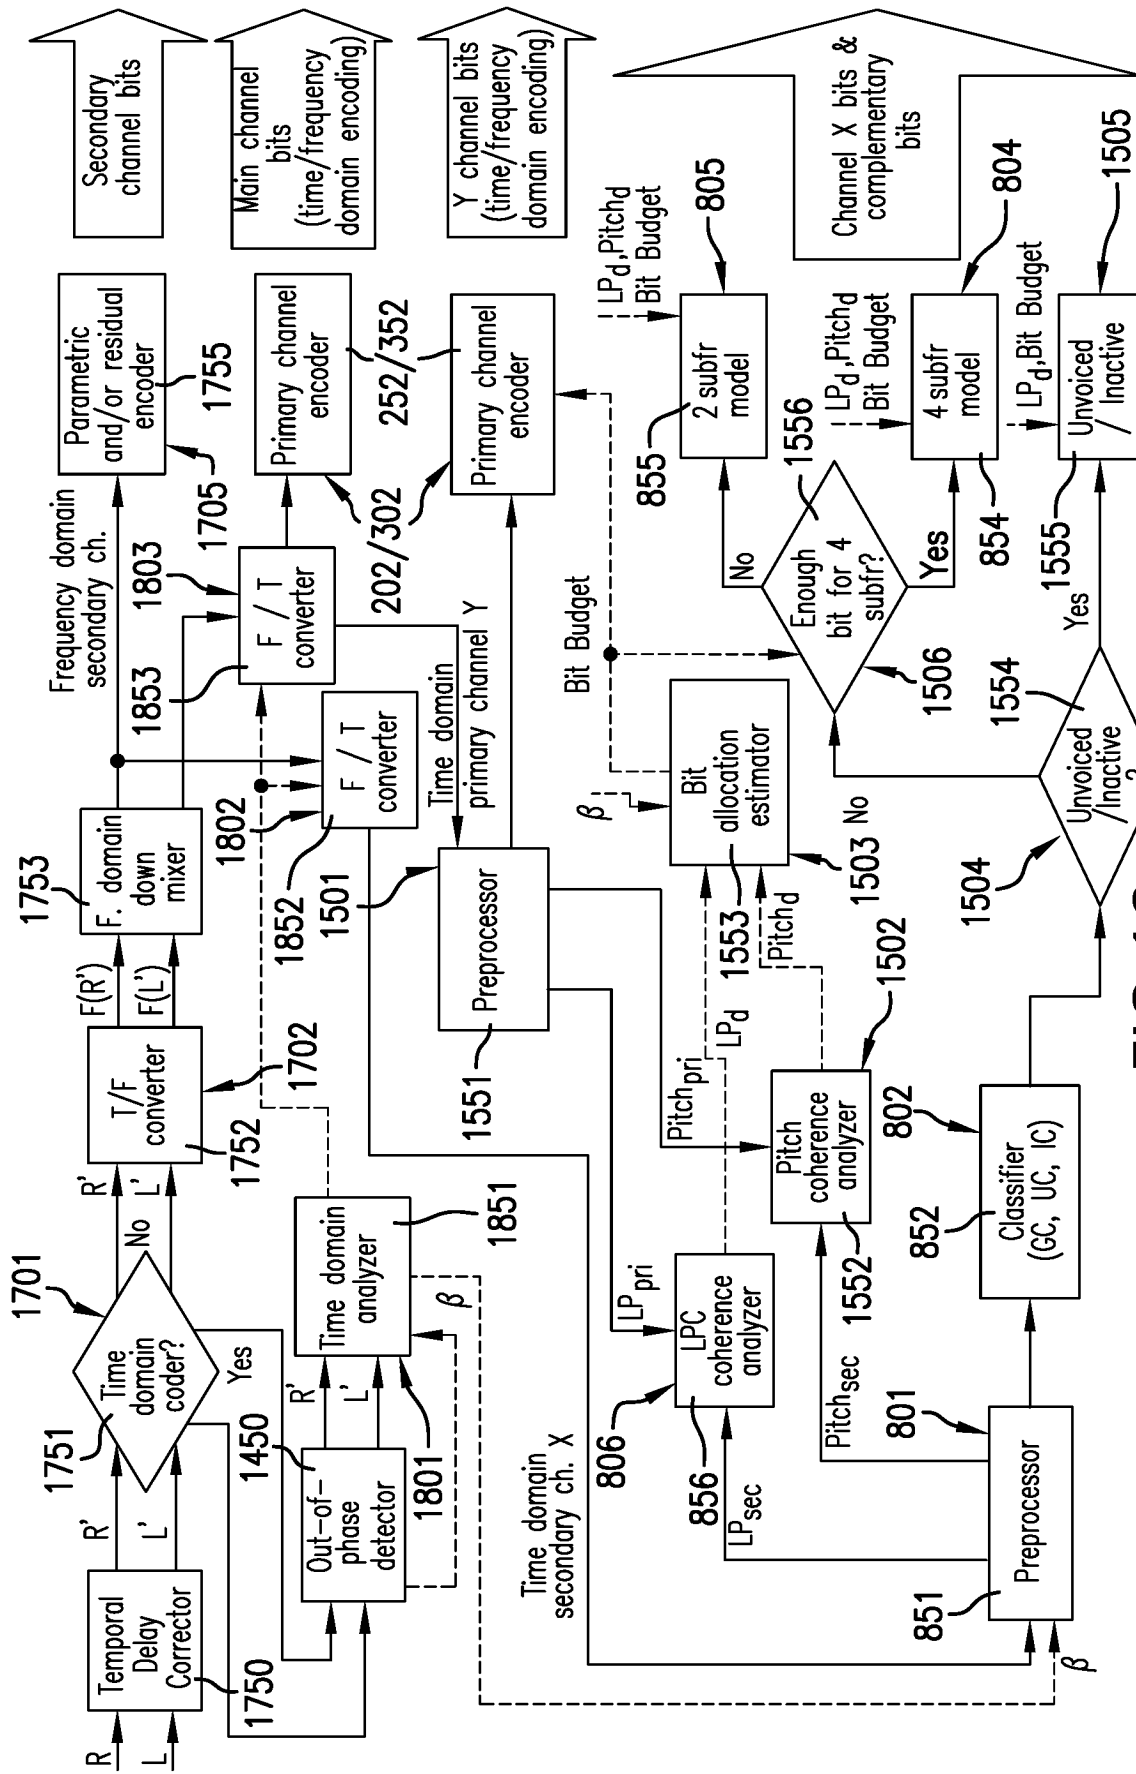 R
L
Temporal
Delay
Corrector
1750
R'
L'
Time
domain
coder?
1751
1701
No
Yes
R'
L'
T/F
converter
1752
1702
F(R')
F(L')
F. domain
down
mixer
1753
Frequency domain
secondary ch.
Parametric
and/or residual
encoder
1755
1705
Secondary
channel bits
F / T
converter
1853
1803
Primary channel
encoder
252/352
202/302
Main channel
bits
(time/frequency
domain encoding)
Out-of-
phase
detector
1450
R'
L'
1801
Time domain
analyzer
1851
β
F / T
converter
1802
1852
Time domain
primary channel Y
1501
Preprocessor
1551
Primary channel
encoder
Y channel bits
(time/frequency
domain encoding)
Time domain
secondary ch. X
LPpri
Pitchpri
LPC
coherence
analyzer
806
856
LPsec
LPd
Pitch
coherence
analyzer
1502
1552
Pitchsec
Pitchd
β
Bit
allocation
estimator
1553
1503
Bit Budget
Enough
bit for 4
subfr?
1556
1506
No
Yes
2 subfr
model
855
805
LPd,Pitchd
Bit Budget
4 subfr
model
854
804
LPd,Pitchd
Bit Budget
Channel X bits &
complementary
bits
β
Preprocessor
851
801
Classifier
(GC, UC, IC)
852
802
Unvoiced
/Inactive
?
1504
1554
No
Yes
Unvoiced
/
Inactive
1555
1505
LPd,Bit Budget